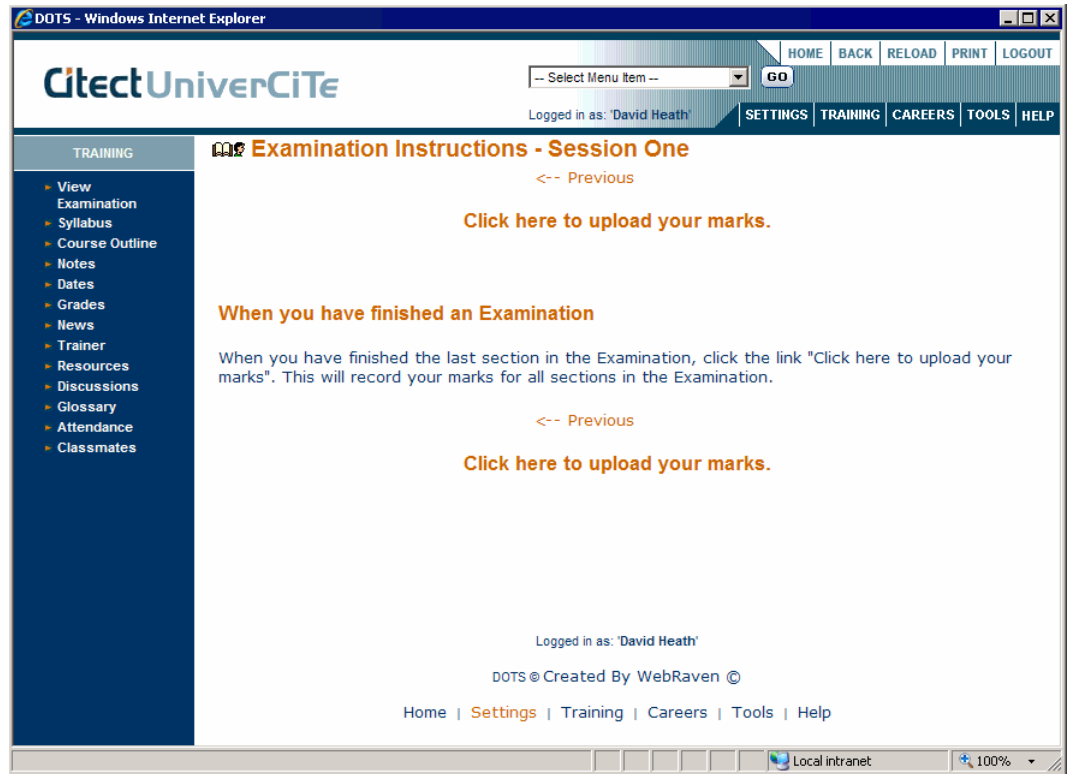 DOTS - Windows Internet Explorer
HOME BACK RELOAD PRINT LOGOUT
Citect UniverCiTe
-- Select Menu Item -- GO
Logged in as: 'David Heath'
SETTINGS TRAINING CAREERS TOOLS HELP
TRAINING
View
Examination
Syllabus
Course Outline
Notes
Dates
Grades
News
Trainer
Resources
Discussions
Glossary
Attendance
Classmates
Examination Instructions - Session One
<-- Previous
Click here to upload your marks.
When you have finished an Examination
When you have finished the last section in the Examination, click the link "Click here to upload your
marks". This will record your marks for all sections in the Examination.
<-- Previous
Click here to upload your marks.
Logged in as: 'David Heath'
DOTS © Created By WebRaven ©
Home | Settings | Training | Careers | Tools | Help
Local intranet 100%